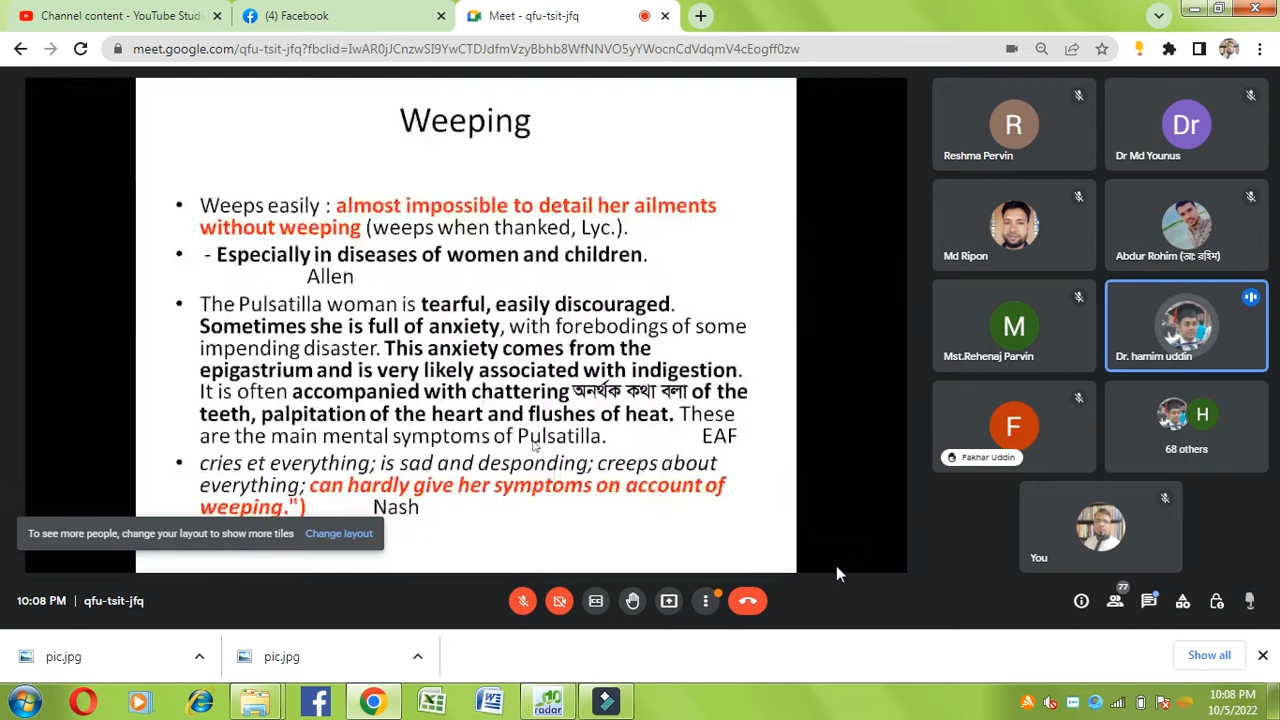 Channel content - YouTube Studi
(4) Facebook
Meet - qfu-tsit-jfq
meet.google.com/qfu-tsit-jfq?fbclid=IwAR0jJCnzwSI9YwCTDJdfmVzyBbhb8WfNNVO5yYWocnCdVdqmV4cEogff0zw
Weeping
• Weeps easily : almost impossible to detail her ailments
without weeping (weeps when thanked, Lyc.).
• - Especially in diseases of women and children.
Allen
• The Pulsatilla woman is tearful, easily discouraged.
Sometimes she is full of anxiety, with forebodings of some
impending disaster. This anxiety comes from the
epigastrium and is very likely associated with indigestion.
It is often accompanied with chattering অনর্থক কথা বলা of the
teeth, palpitation of the heart and flushes of heat. These
are the main mental symptoms of Pulsatilla. EAF
• cries et everything; is sad and desponding; creeps about
everything; can hardly give her symptoms on account of
weeping.") Nash
To see more people, change your layout to show more tiles Change layout
R
Reshma Pervin
Dr
Dr Md Younus
Md Ripon
Abdur Rohim (ডাঃ রহিম)
M
Mst.Rehenaj Parvin
Dr. hamim uddin
F
Fakhar Uddin
H
68 others
You
10:08 PM | qfu-tsit-jfq
77
pic.jpg
pic.jpg
Show all
10
radar
10:08 PM
10/5/2022